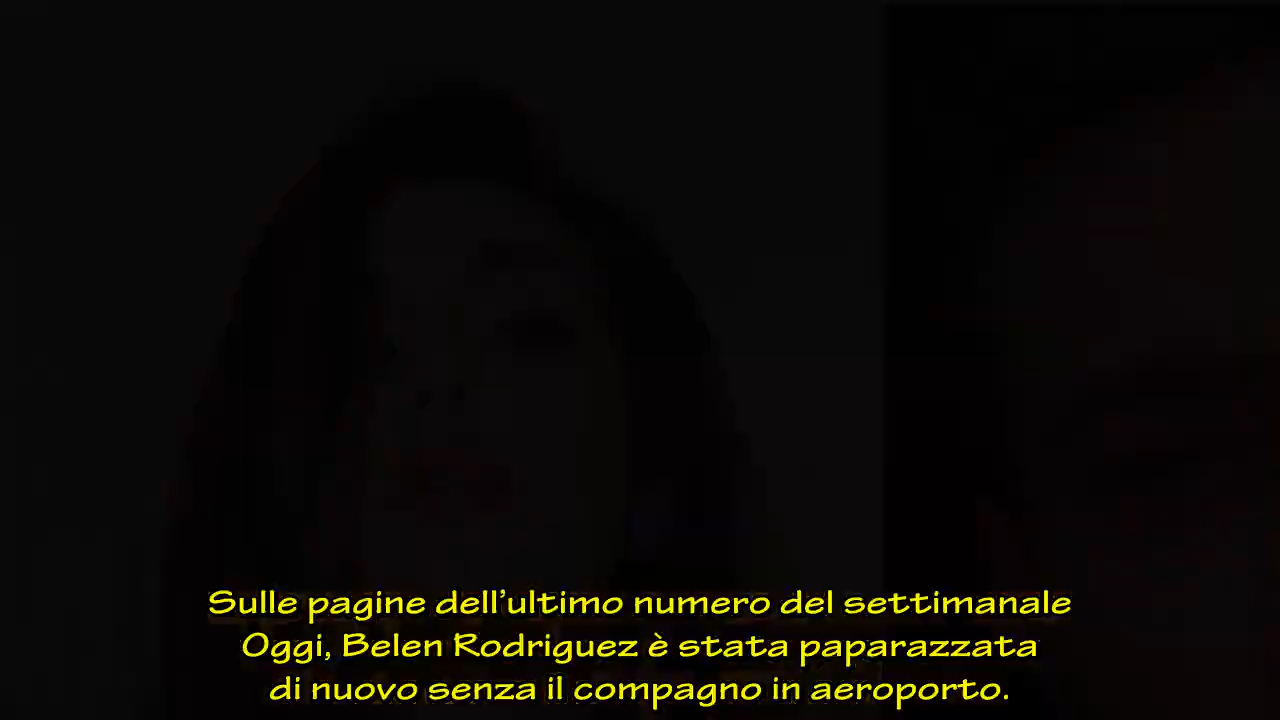 Sulle pagine dell'ultimo numero del settimanale
Oggi, Belen Rodriguez è stata paparazzata
di nuovo senza il compagno in aeroporto.